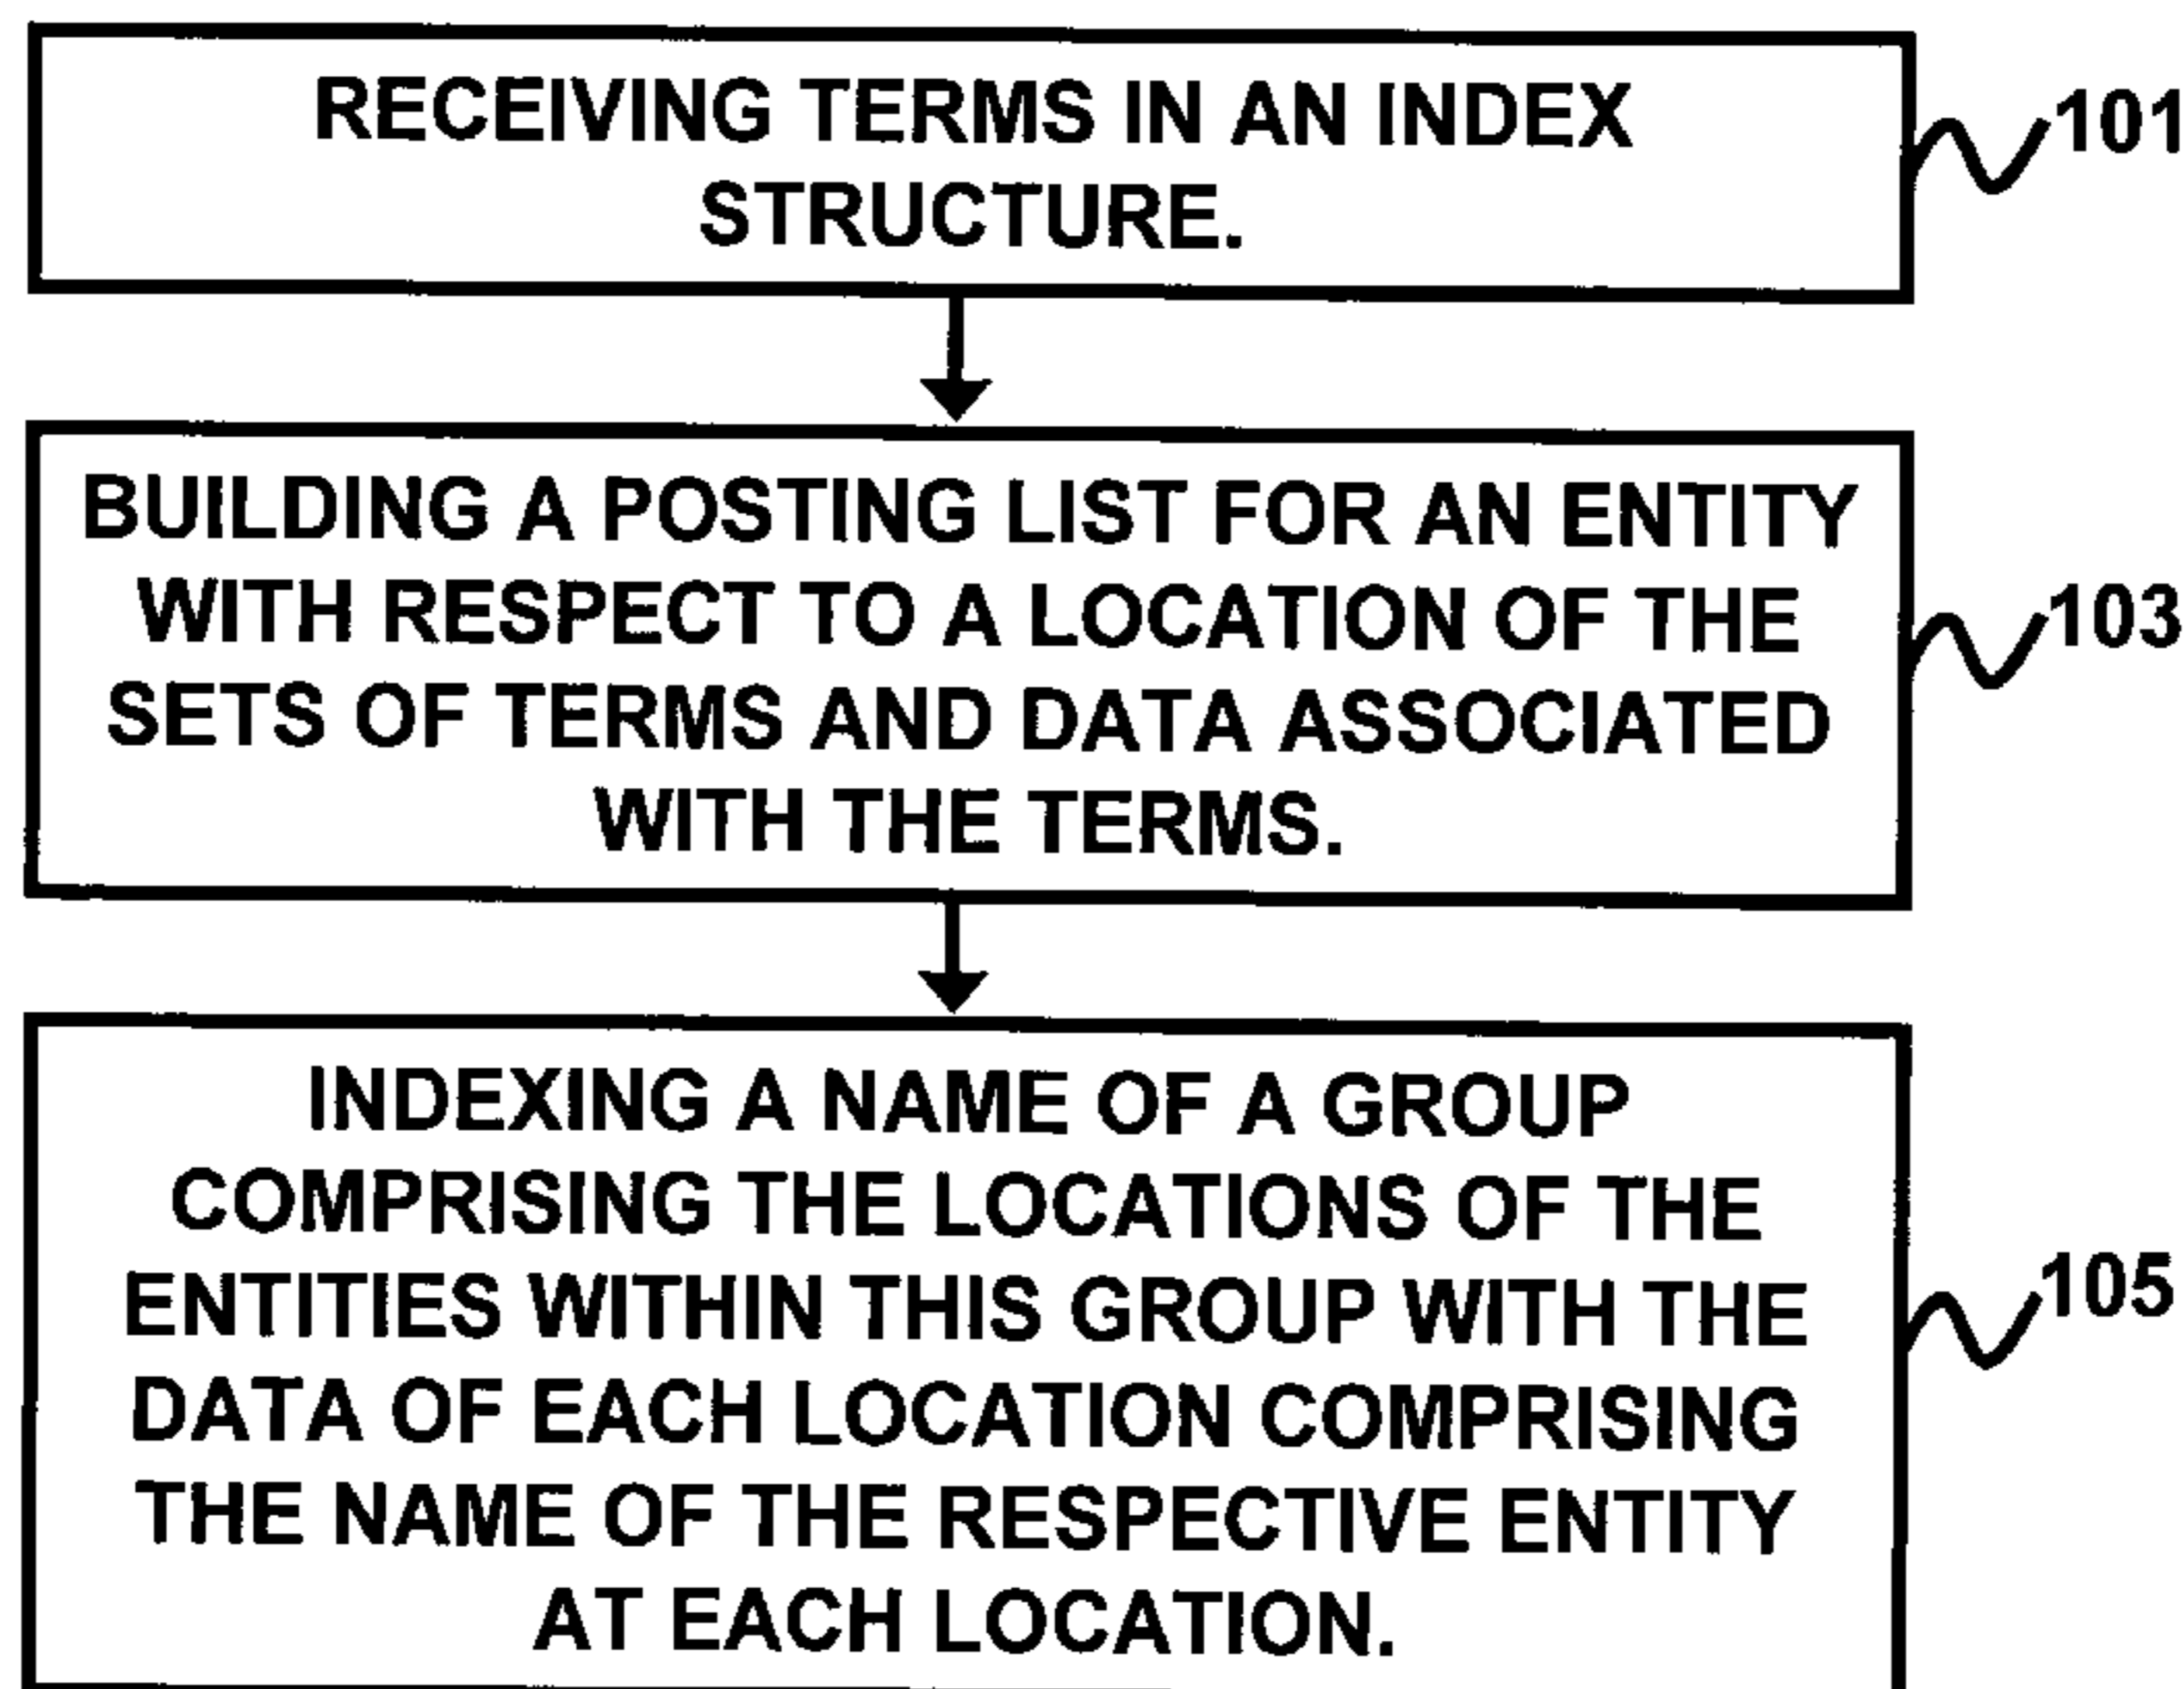 RECEIVING TERMS IN AN INDEX
STRUCTURE.
101
BUILDING A POSTING LIST FOR AN ENTITY
WITH RESPECT TO A LOCATION OF THE
SETS OF TERMS AND DATA ASSOCIATED
WITH THE TERMS.
103
INDEXING A NAME OF A GROUP
COMPRISING THE LOCATIONS OF THE
ENTITIES WITHIN THIS GROUP WITH THE
DATA OF EACH LOCATION COMPRISING
THE NAME OF THE RESPECTIVE ENTITY
AT EACH LOCATION.
105